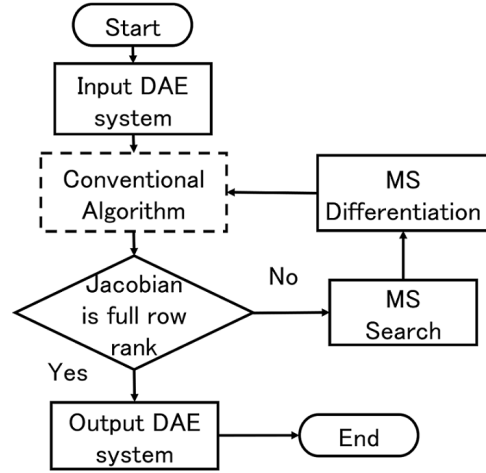 Start
Input DAE
system
Conventional
Algorithm
MS
Differentiation
Jacobian
is full row
rank
No
MS
Search
Yes
Output DAE
system
End